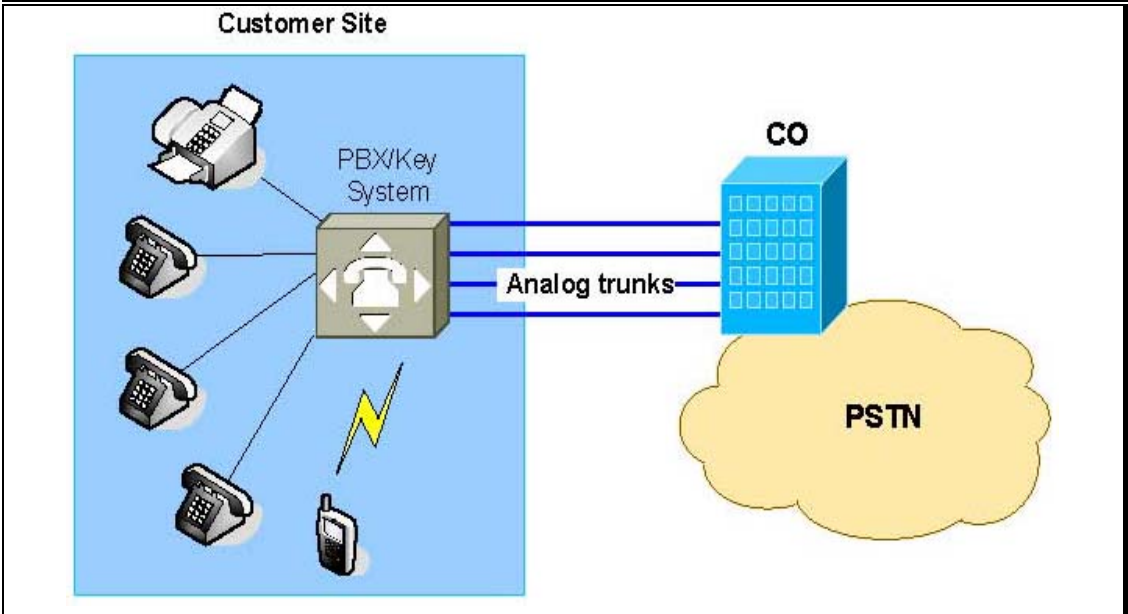 Customer Site
PBX/Key
System
CO
Analog trunks
PSTN